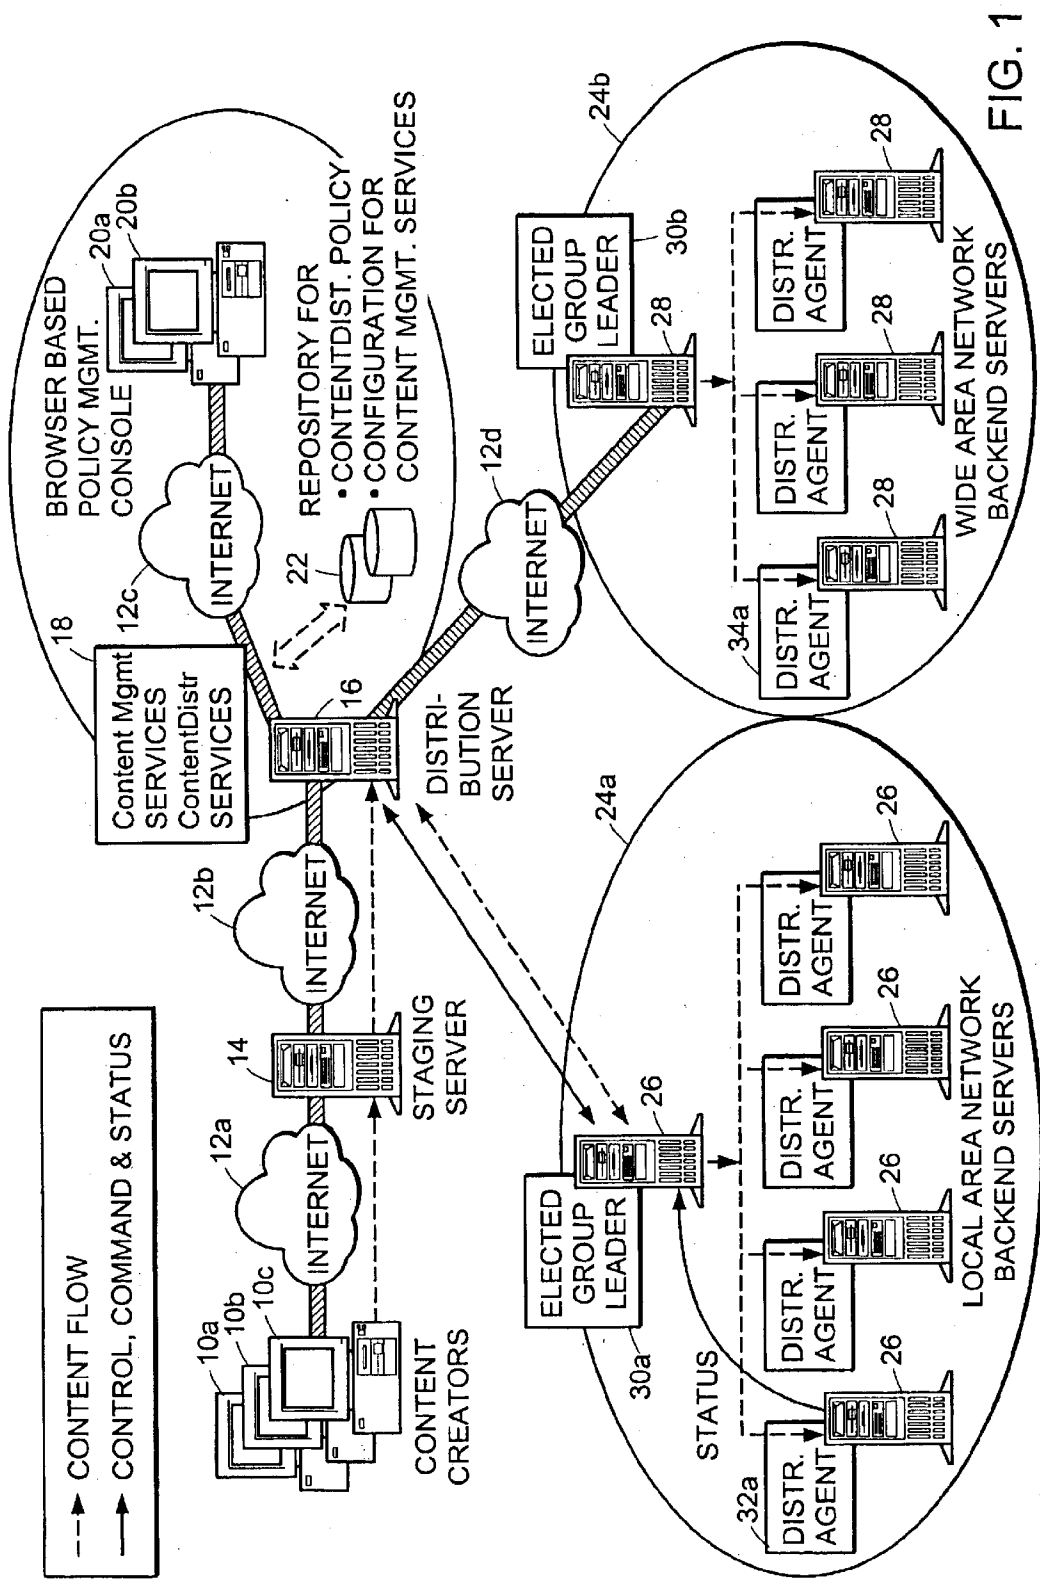 CONTENT FLOW
CONTROL, COMMAND & STATUS
10a
10b
10c
CONTENT
CREATORS
12a
INTERNET
14
STAGING
SERVER
12b
INTERNET
18
Content Mgmt
SERVICES
ContentDistr
SERVICES
16
DISTRI-
BUTION
SERVER
12c
INTERNET
BROWSER BASED
POLICY MGMT.
CONSOLE
20a
20b
22
REPOSITORY FOR
• CONTENTDIST. POLICY
• CONFIGURATION FOR
CONTENT MGMT. SERVICES
12d
INTERNET
24a
ELECTED
GROUP
LEADER
30a
26
STATUS
32a
DISTR.
AGENT
26
DISTR.
AGENT
26
DISTR.
AGENT
26
DISTR.
AGENT
26
LOCAL AREA NETWORK
BACKEND SERVERS
24b
ELECTED
GROUP
LEADER
30b
28
34a
DISTR.
AGENT
28
DISTR.
AGENT
28
DISTR.
AGENT
28
WIDE AREA NETWORK
BACKEND SERVERS
FIG. 1